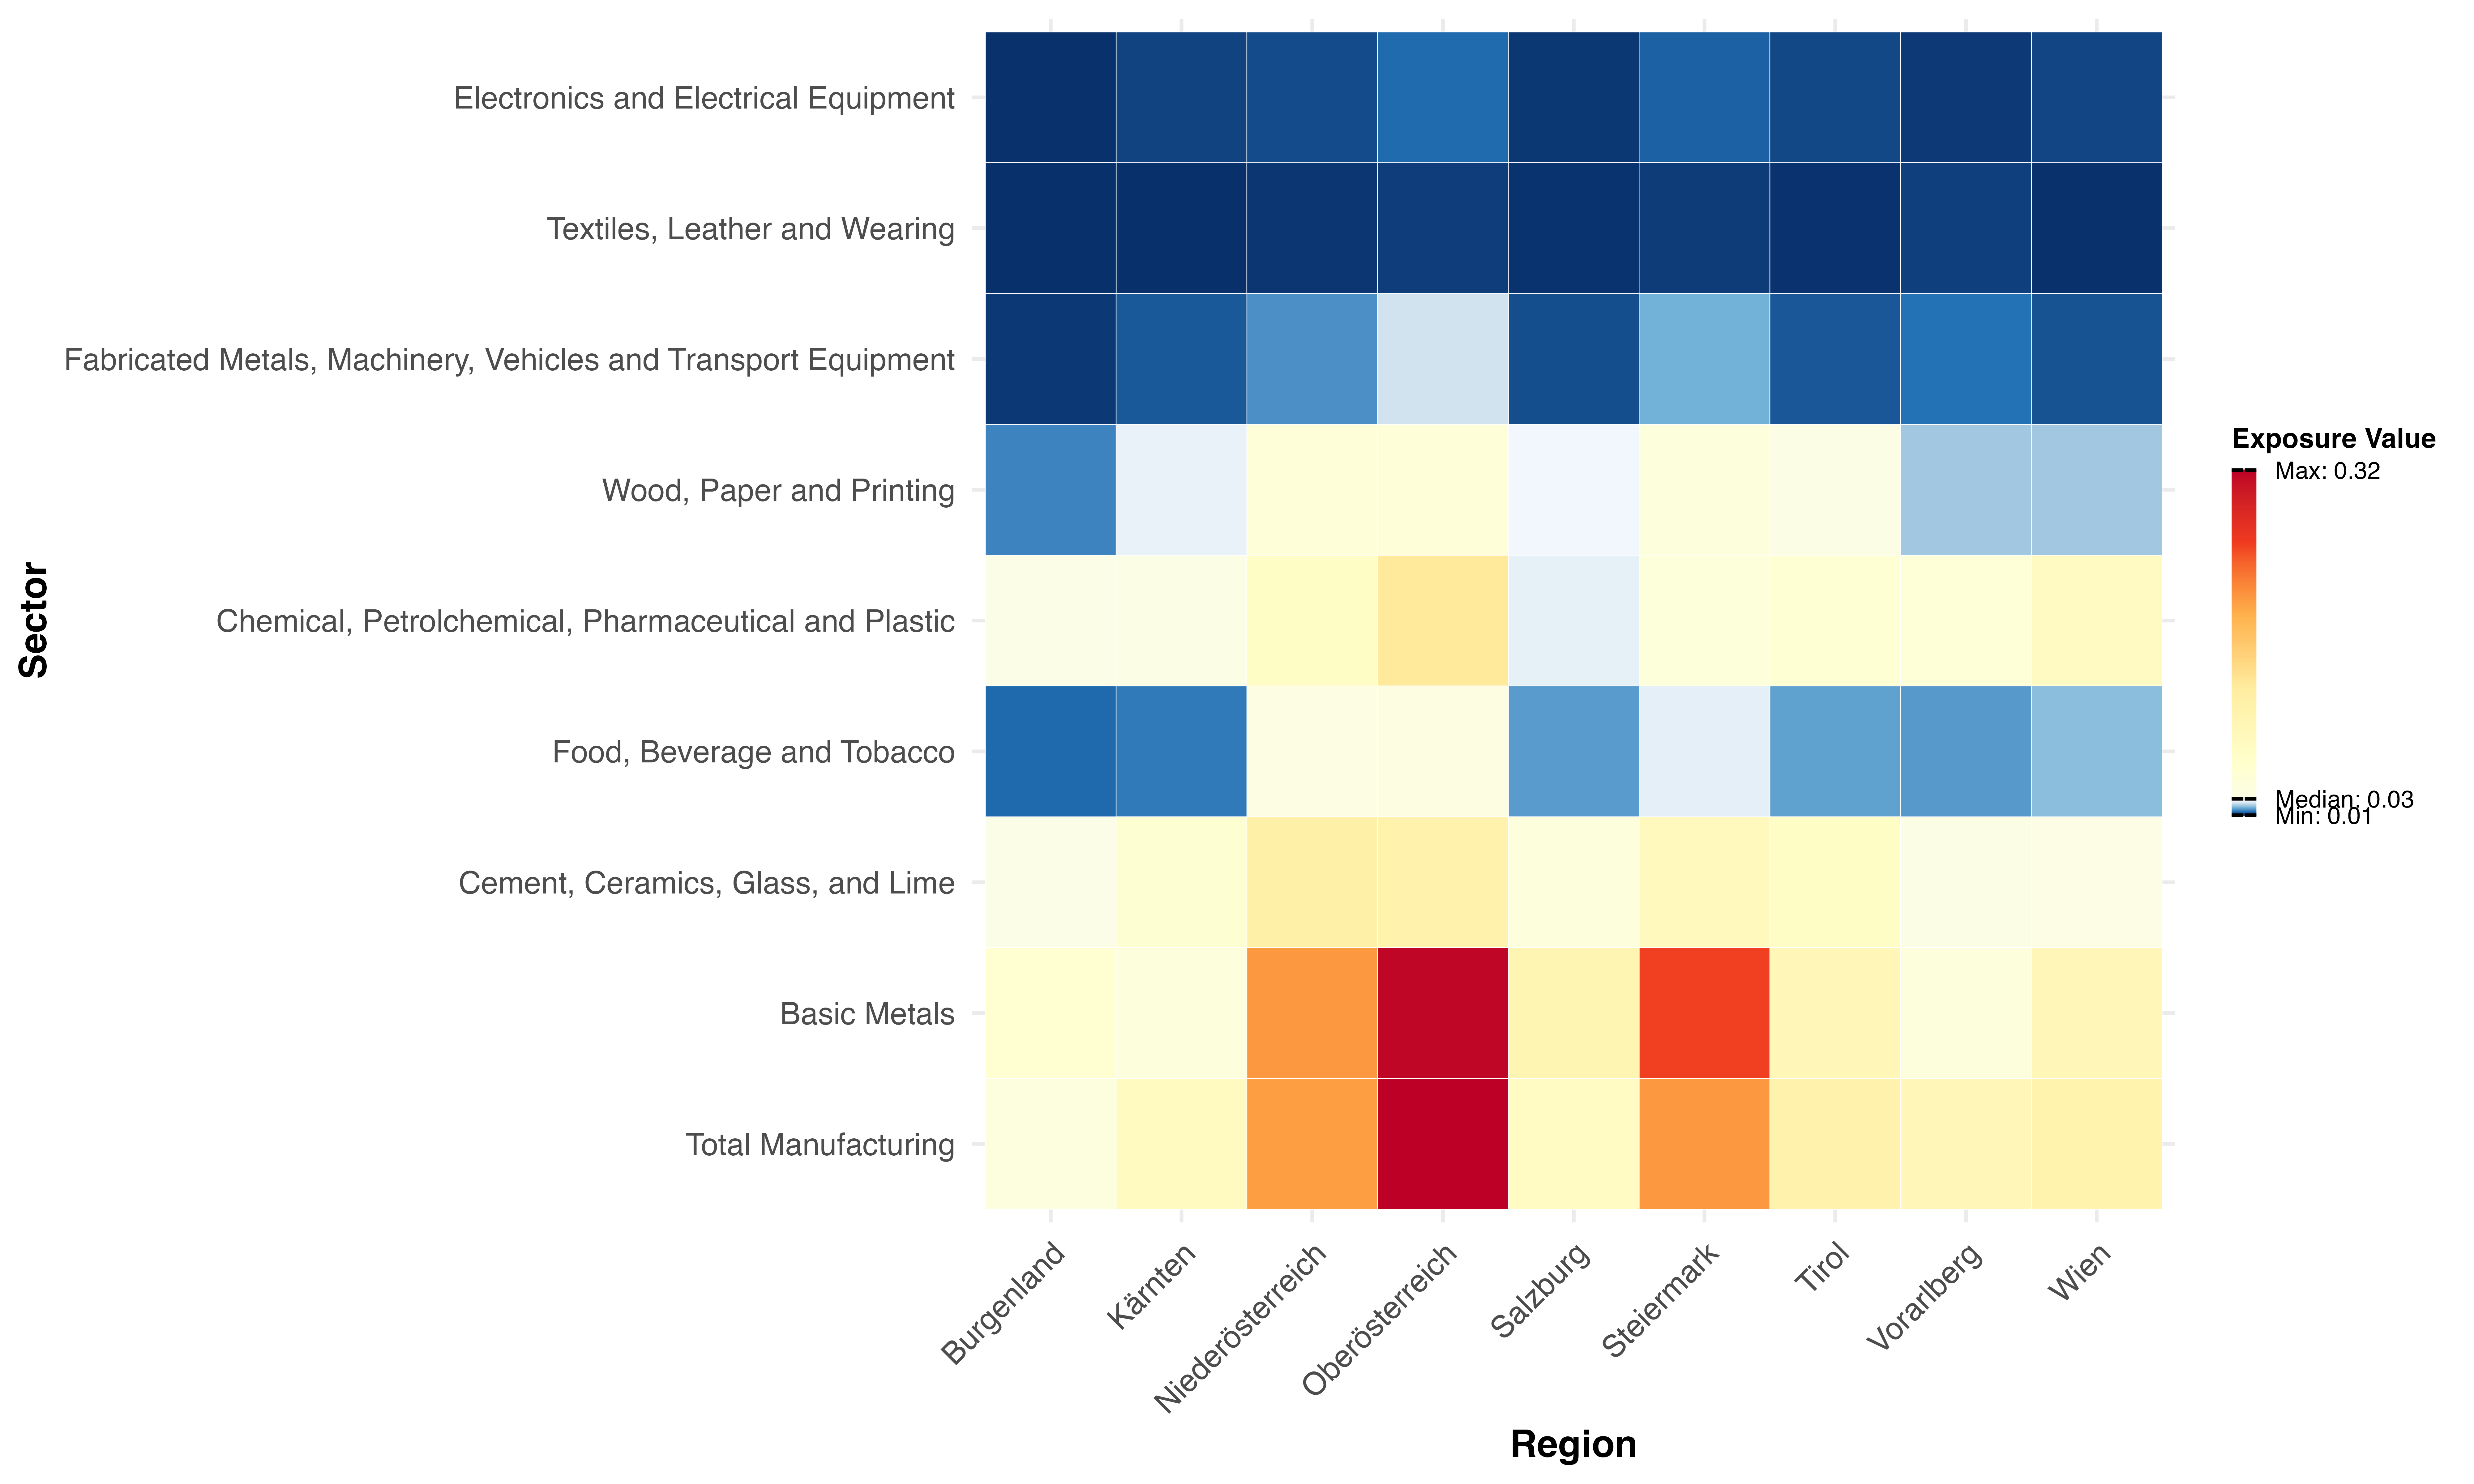 Electronics and Electrical Equipment
Textiles, Leather and Wearing
Fabricated Metals, Machinery, Vehicles and Transport Equipment
Wood, Paper and Printing
Chemical, Petrolchemical, Pharmaceutical and Plastic
Food, Beverage and Tobacco
Cement, Ceramics, Glass, and Lime
Basic Metals
Total Manufacturing
Sector
Burgenland
Kärnten
Niederösterreich
Oberösterreich
Salzburg
Steiermark
Tirol
Vorarlberg
Wien
Region
Exposure Value
Max: 0.32
Median: 0.03
Min: 0.01